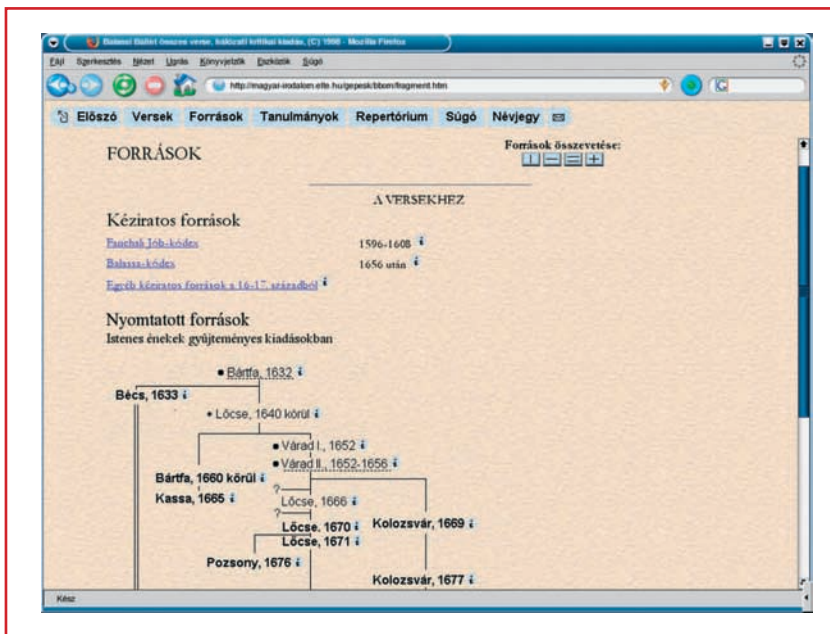 Balassi Bálint összes verse, hálózati kritikai kiadás, (C) 1998 - Mozilla Firefox
Fájl Szerkesztés Nézet Ugrás Könyvjelzők Eszközök Súgó
http://magyar-irodalom.elte.hu/gepesk/bbom/fragment.htm
Előszó Versek Források Tanulmányok Repertórium Súgó Névjegy
FORRÁSOK
Források összevetése:
A VERSEKHEZ
Kéziratos források
Fanchali Jób-kódex 1596-1608 i
Balassa-kódex 1656 után i
Egyéb kéziratos források a 16-17. századból i
Nyomtatott források
Istenes énekek gyűjteményes kiadásokban
• Bártfa, 1632 i
Bécs, 1633 i
• Lőcse, 1640 körül i
• Várad I., 1652 i
• Várad II., 1652-1656 i
Bártfa, 1660 körül i
?
Kassa, 1665 i
Lőcse, 1666 i
?
Lőcse. 1670 i
Kolozsvár, 1669 i
Lőcse, 1671 i
Pozsony, 1676 i
Kolozsvár, 1677 i
Kész